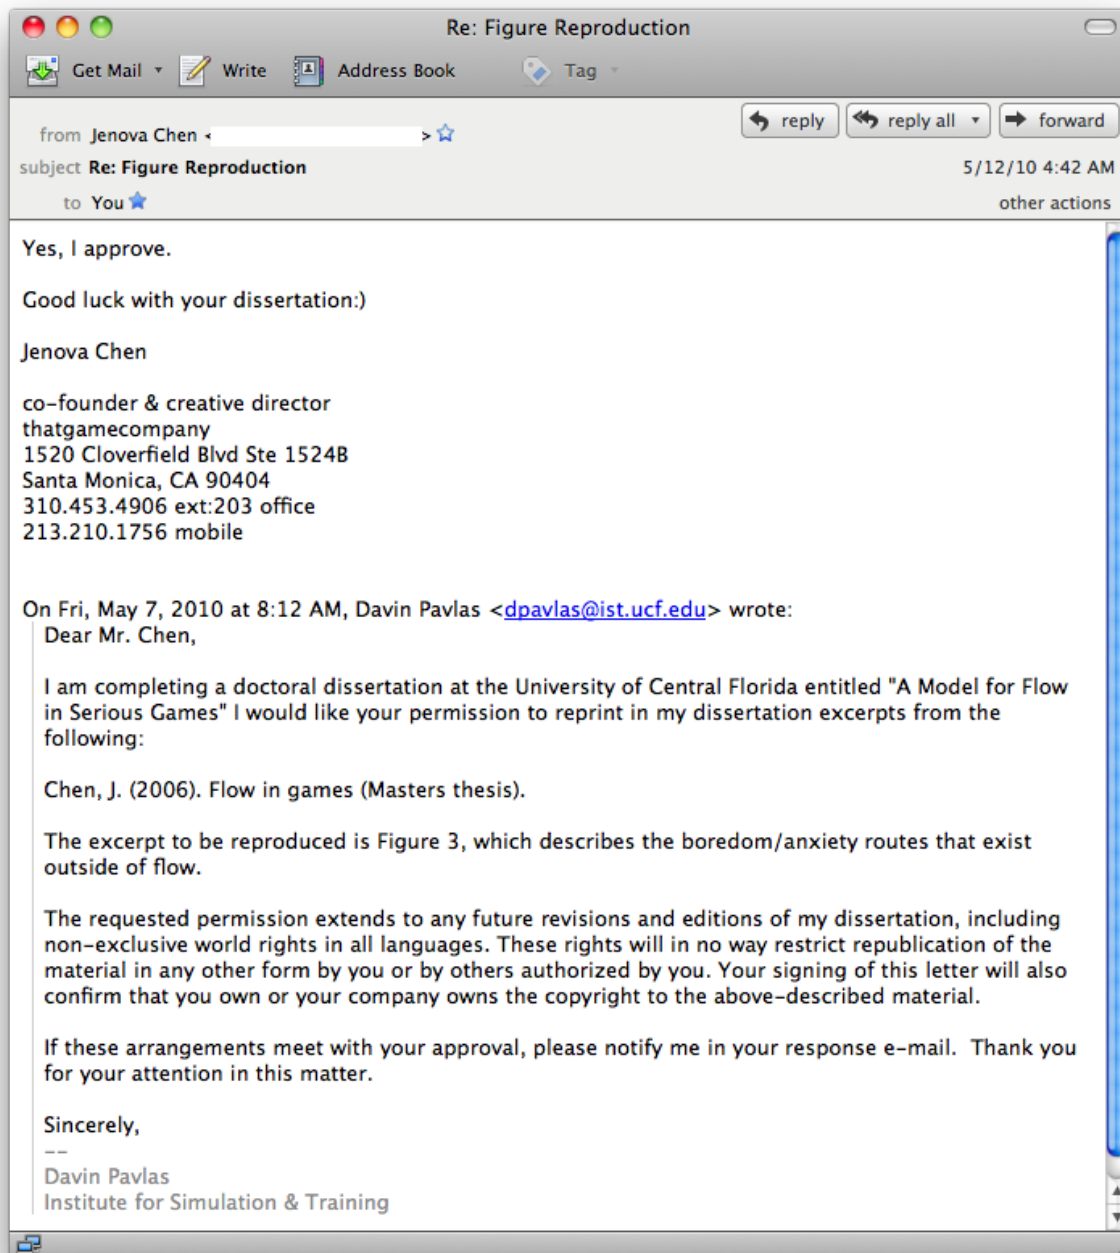 Re: Figure Reproduction
Get Mail Write Address Book Tag
reply reply all forward
from Jenova Chen < >
subject Re: Figure Reproduction 5/12/10 4:42 AM
to You other actions
Yes, I approve.
Good luck with your dissertation:)
Jenova Chen
co-founder & creative director
thatgamecompany
1520 Cloverfield Blvd Ste 1524B
Santa Monica, CA 90404
310.453.4906 ext:203 office
213.210.1756 mobile
On Fri, May 7, 2010 at 8:12 AM, Davin Pavlas <dpavlas@ist.ucf.edu> wrote:
Dear Mr. Chen,
I am completing a doctoral dissertation at the University of Central Florida entitled "A Model for Flow
in Serious Games" I would like your permission to reprint in my dissertation excerpts from the
following:
Chen, J. (2006). Flow in games (Masters thesis).
The excerpt to be reproduced is Figure 3, which describes the boredom/anxiety routes that exist
outside of flow.
The requested permission extends to any future revisions and editions of my dissertation, including
non-exclusive world rights in all languages. These rights will in no way restrict republication of the
material in any other form by you or by others authorized by you. Your signing of this letter will also
confirm that you own or your company owns the copyright to the above-described material.
If these arrangements meet with your approval, please notify me in your response e-mail.  Thank you
for your attention in this matter.
Sincerely,
--
Davin Pavlas
Institute for Simulation & Training